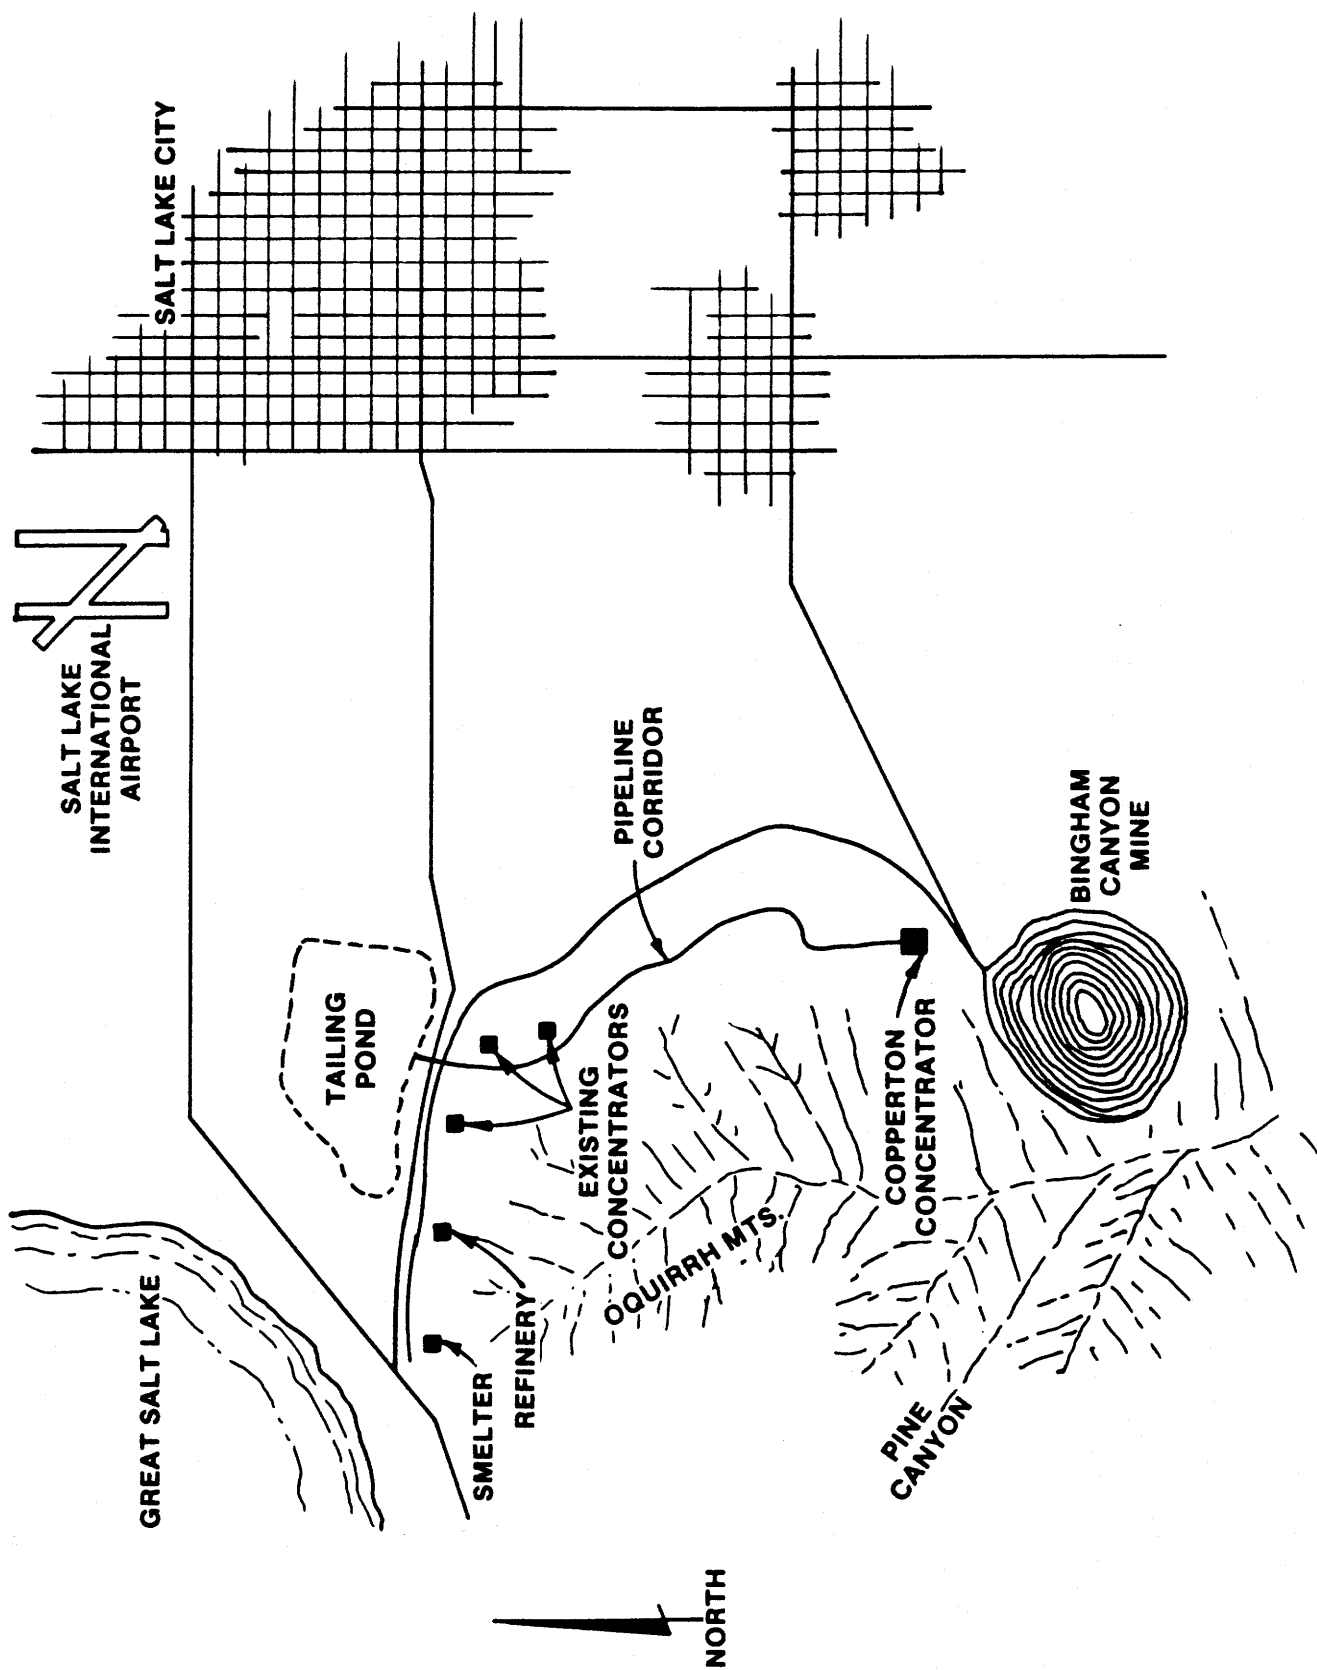 SALT LAKE CITY
SALT LAKE
INTERNATIONAL
AIRPORT
GREAT SALT LAKE
TAILING
POND
PIPELINE
CORRIDOR
SMELTER
REFINERY
EXISTING
CONCENTRATORS
OQUIRRH MTS.
COPPERTON
CONCENTRATOR
BINGHAM
CANYON
MINE
PINE
CANYON
NORTH